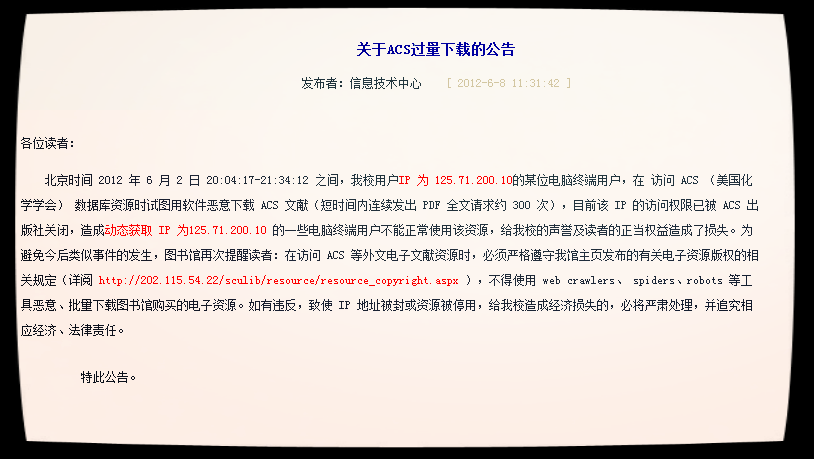 关于ACS过量下载的公告
发布者：信息技术中心 [ 2012-6-8 11:31:42 ]
各位读者：
北京时间 2012 年 6 月 2 日 20:04:17-21:34:12 之间，我校用户IP 为 125.71.200.10的某位电脑终端用户，在 访问 ACS （美国化
学学会） 数据库资源时试图用软件恶意下载 ACS 文献（短时间内连续发出 PDF 全文请求约 300 次），目前该 IP 的访问权限已被 ACS 出
版社关闭，造成动态获取 IP 为125.71.200.10 的一些电脑终端用户不能正常使用该资源，给我校的声誉及读者的正当权益造成了损失。为
避免今后类似事件的发生，图书馆再次提醒读者：在访问 ACS 等外文电子文献资源时，必须严格遵守我馆主页发布的有关电子资源版权的相
关规定（详阅 http://202.115.54.22/sculib/resource/resource_copyright.aspx ），不得使用 web crawlers、 spiders、robots 等工
具恶意、批量下载图书馆购买的电子资源。如有违反，致使 IP 地址被封或资源被停用，给我校造成经济损失的，必将严肃处理，并追究相
应经济、法律责任。
特此公告。